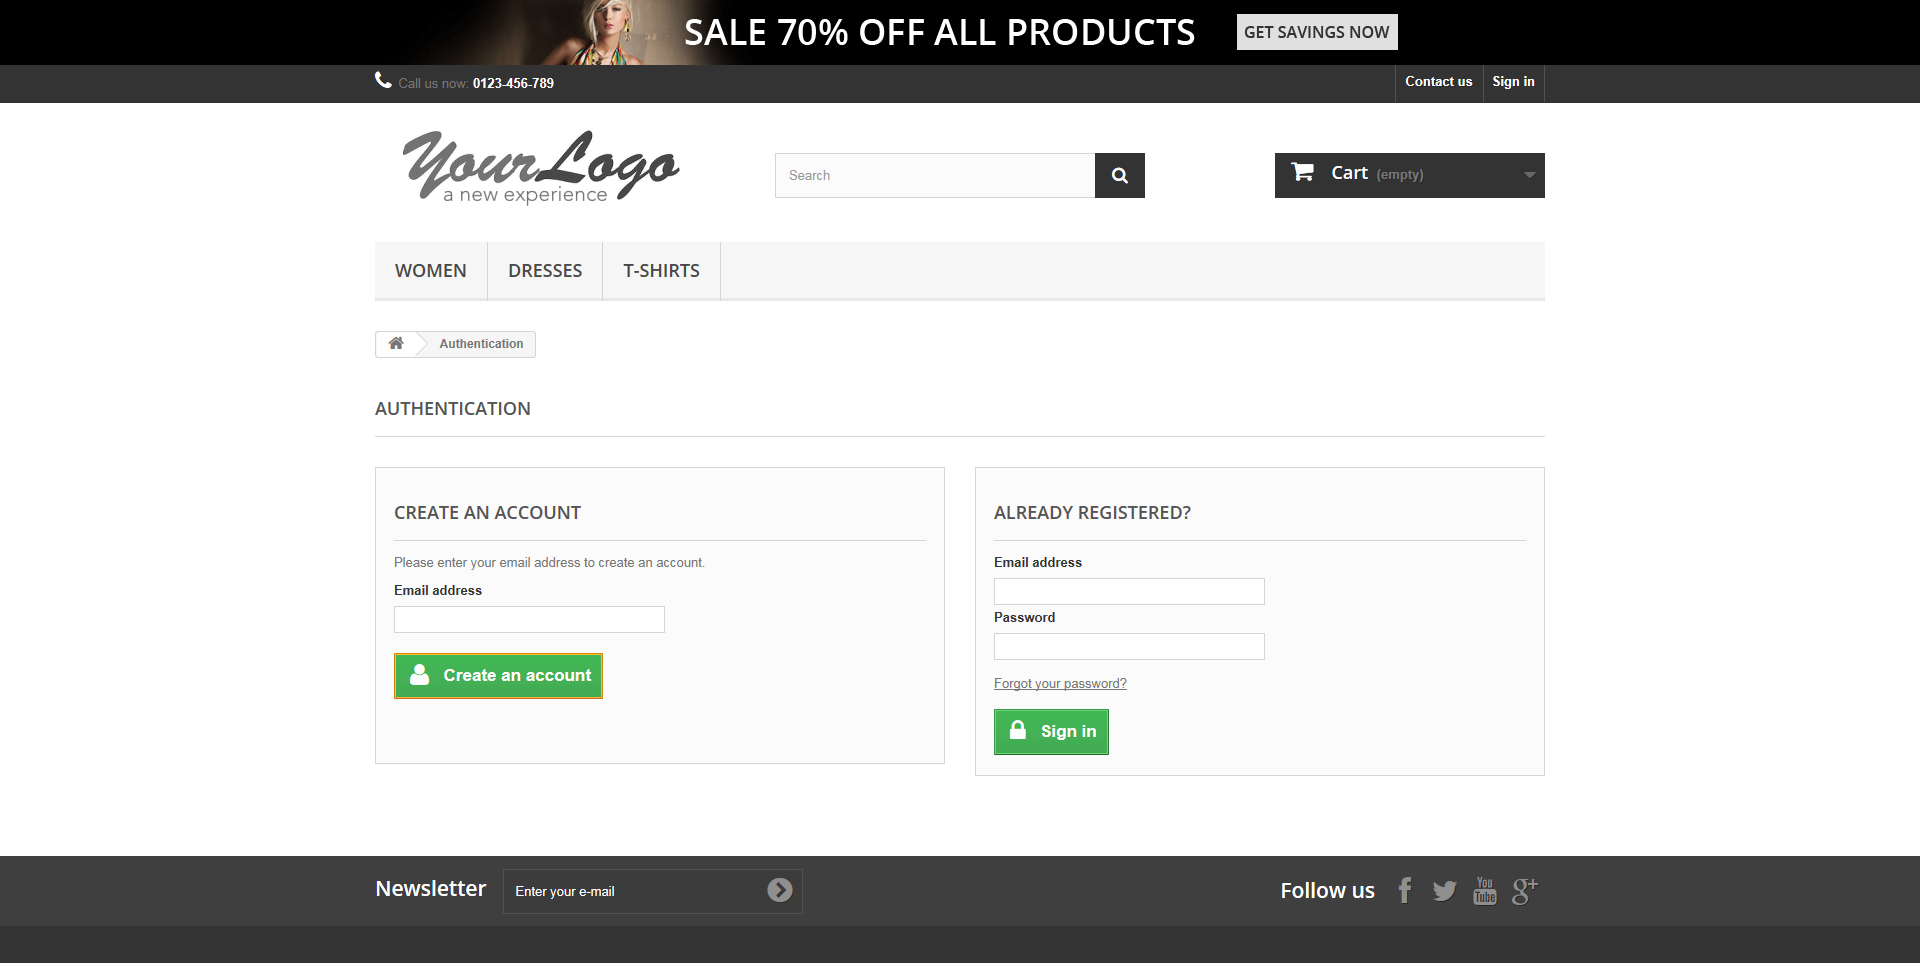 SALE 70% OFF ALL PRODUCTS GET SAVINGS NOW
Call us now: 0123-456-789 Contact us Sign in
YourLogo
a new experience
Search
Cart (empty)
WOMEN DRESSES T-SHIRTS
Authentication
AUTHENTICATION
CREATE AN ACCOUNT
Please enter your email address to create an account.
Email address
Create an account
ALREADY REGISTERED?
Email address
Password
Forgot your password?
Sign in
Newsletter Enter your e-mail
Follow us f You Tube g+